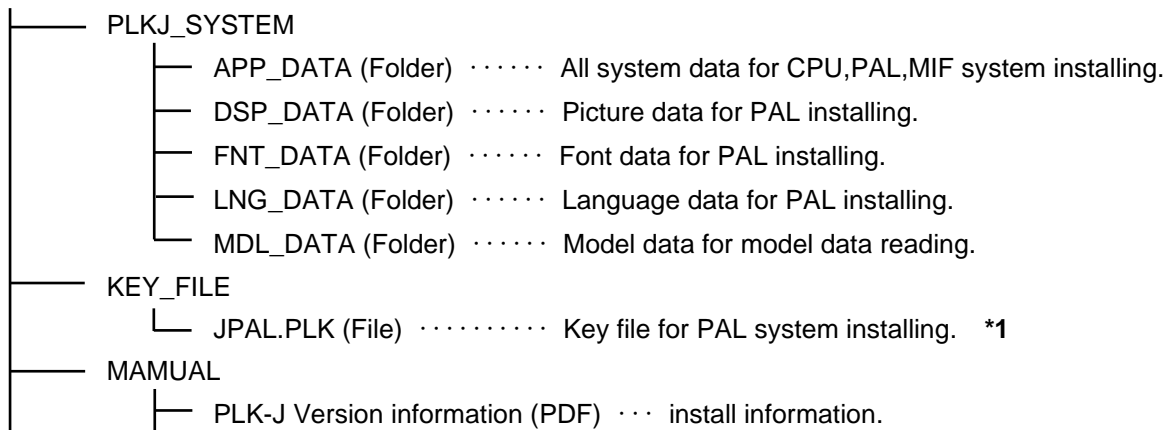 PLKJ_SYSTEM
APP_DATA (Folder) ······ All system data for CPU,PAL,MIF system installing.
DSP_DATA (Folder) ······ Picture data for PAL installing.
FNT_DATA (Folder) ······ Font data for PAL installing.
LNG_DATA (Folder) ······ Language data for PAL installing.
MDL_DATA (Folder) ······ Model data for model data reading.
KEY_FILE
JPAL.PLK (File) ·········· Key file for PAL system installing. *1
MAMUAL
PLK-J Version information (PDF) ··· install information.